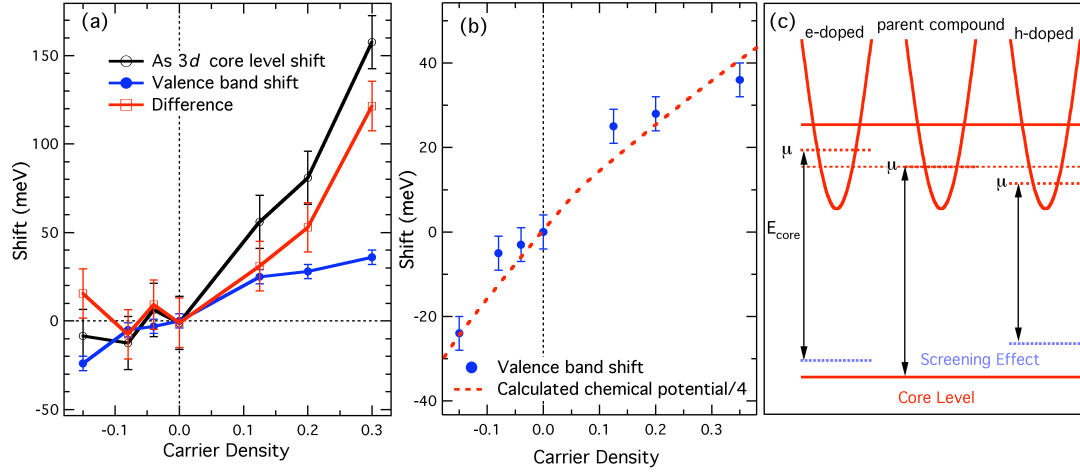 (a)
As 3d core level shift
Valence band shift
Difference
Shift (meV)
150
100
50
0
-50
-0.1
0.0
0.1
0.2
0.3
Carrier Density
(b)
Shift (meV)
40
20
0
-20
-40
Valence band shift
Calculated chemical potential/4
-0.1
0.0
0.1
0.2
0.3
Carrier Density
(c)
parent compound
e-doped
h-doped
μ
μ
μ
Ecore
Screening Effect
Core Level